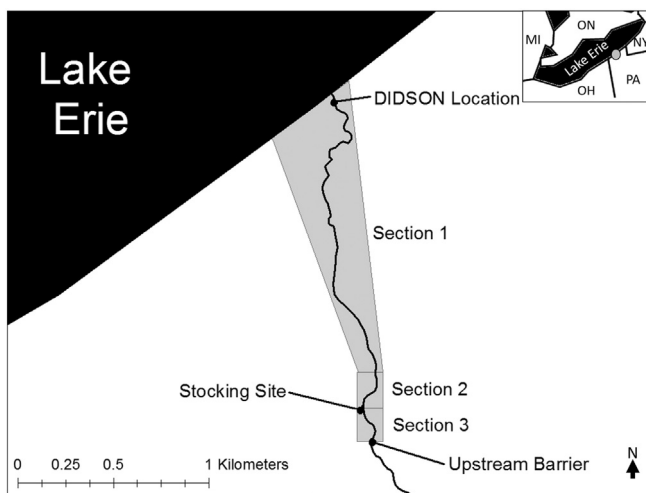 Lake
Erie
MI
ON
NY
Lake Erie
PA
OH
DIDSON Location
Section 1
Section 2
Stocking Site
Section 3
Upstream Barrier
0 0.25 0.5 1 Kilometers
N